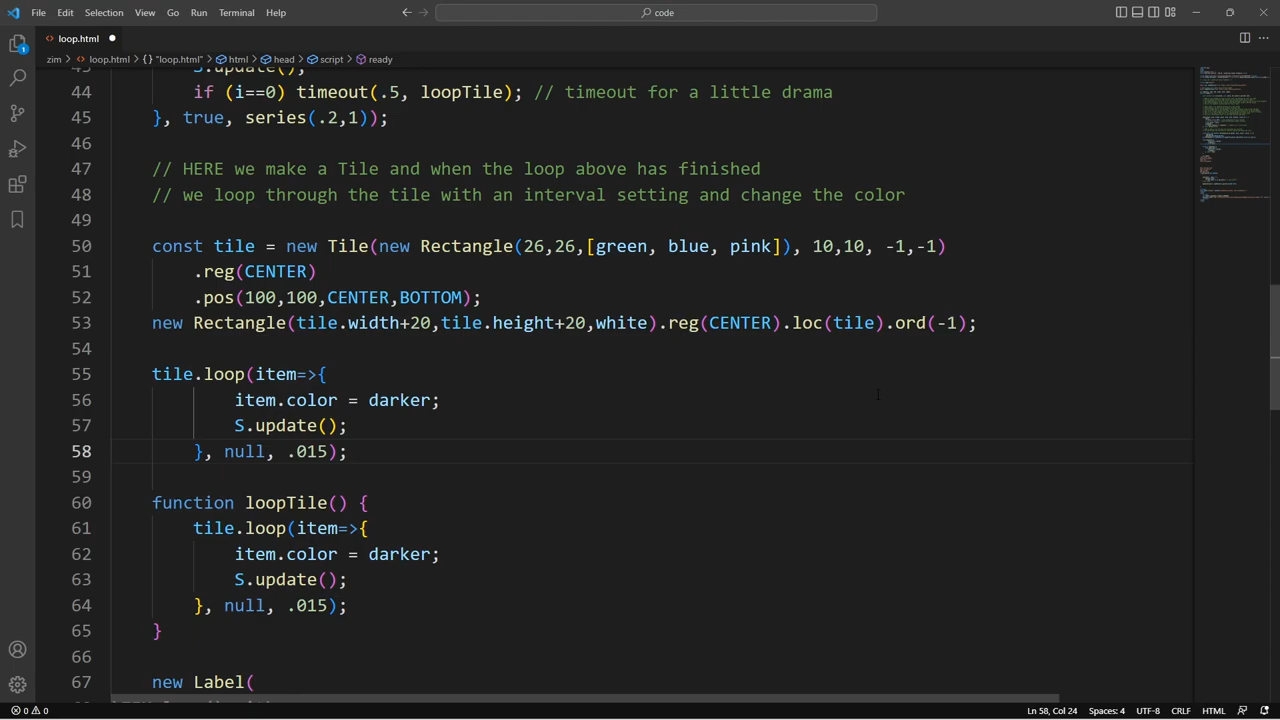 File Edit Selection View Go Run Terminal Help
code
loop.html
zim > loop.html > {} "loop.html" > html > head > script > ready
1
S.update();
44 if (i==0) timeout(.5, loopTile); // timeout for a little drama
45 }, true, series(.2,1));
46
47 // HERE we make a Tile and when the loop above has finished
48 // we loop through the tile with an interval setting and change the color
49
50 const tile = new Tile(new Rectangle(26,26,[green, blue, pink]), 10,10, -1,-1)
51 .reg(CENTER)
52 .pos(100,100,CENTER,BOTTOM);
53 new Rectangle(tile.width+20,tile.height+20,white).reg(CENTER).loc(tile).ord(-1);
54
55 tile.loop(item=>{
56 item.color = darker;
57 S.update();
58 }, null, .015);
59
60 function loopTile() {
61 tile.loop(item=>{
62 item.color = darker;
63 S.update();
64 }, null, .015);
65 }
66
67 new Label(
0 0 Ln 58, Col 24 Spaces: 4 UTF-8 CRLF HTML